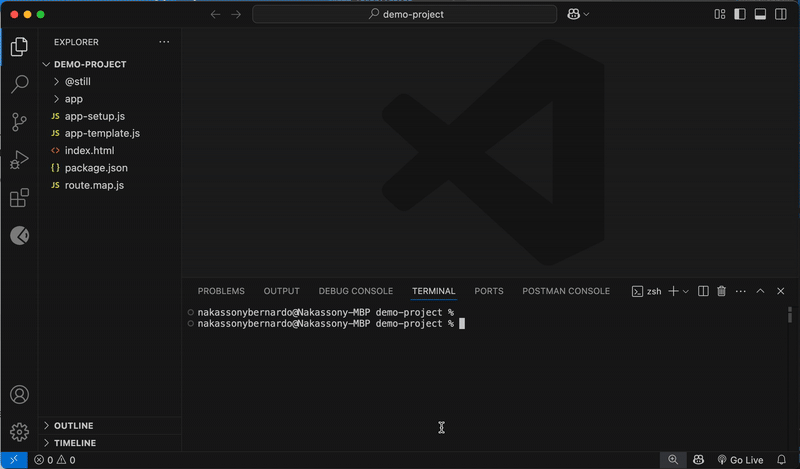 demo-project
EXPLORER
DEMO-PROJECT
@still
app
JS app-setup.js
JS app-template.js
<> index.html
{ } package.json
JS route.map.js
OUTLINE
TIMELINE
PROBLEMS OUTPUT DEBUG CONSOLE TERMINAL PORTS POSTMAN CONSOLE zsh
nakassonybernardo@Nakassony-MBP demo-project %
nakassonybernardo@Nakassony-MBP demo-project %
0 0 Go Live